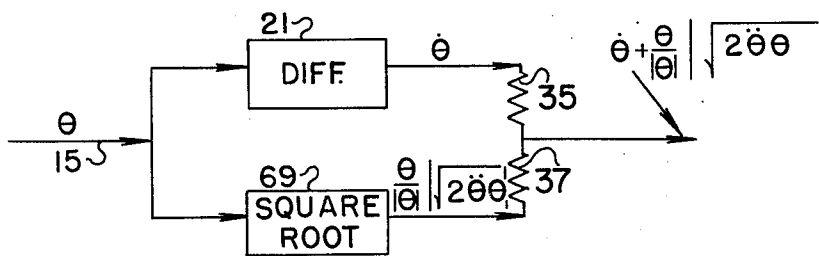 21
DIFF.
θ̇
35
θ̇ + θ/|θ| |√2θ̈θ
θ
15
69
SQUARE
ROOT
θ/|θ| |√2θ̈θ|
37